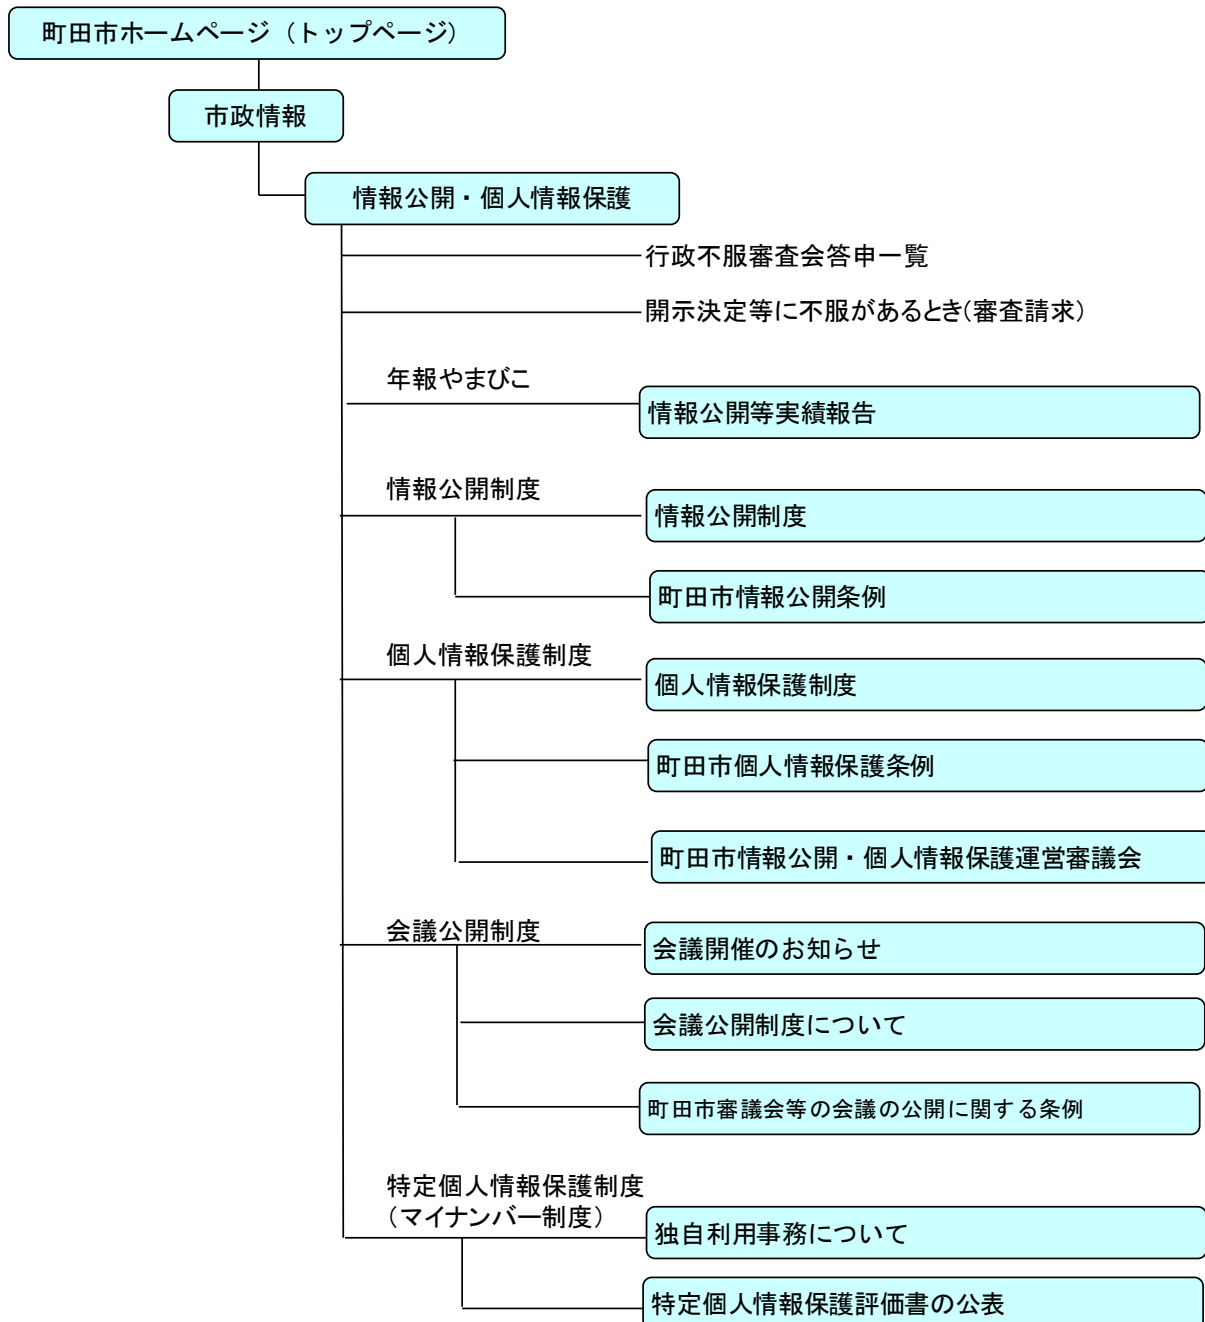 町田市ホームページ（トップページ）
市政情報
情報公開・個人情報保護
行政不服審査会答申一覧
開示決定等に不服があるとき(審査請求)
年報やまびこ
情報公開等実績報告
情報公開制度
情報公開制度
町田市情報公開条例
個人情報保護制度
個人情報保護制度
町田市個人情報保護条例
町田市情報公開・個人情報保護運営審議会
会議公開制度
会議開催のお知らせ
会議公開制度について
町田市審議会等の会議の公開に関する条例
特定個人情報保護制度
（マイナンバー制度）
独自利用事務について
特定個人情報保護評価書の公表